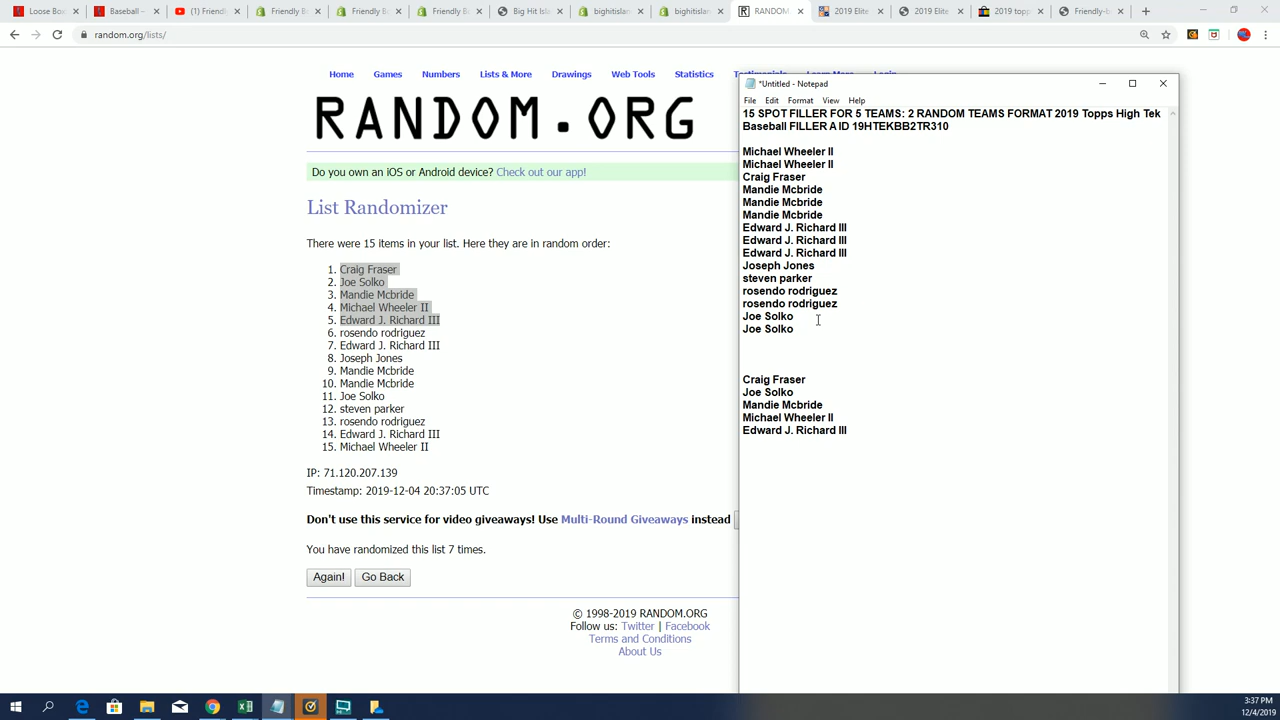 Loose Box
Baseball –
(1) Friendly
Friendly B
Friendly B
Friendly B
Big Hit Isl
bighitislan
bighitislan
RANDOM
2019 Elite
2019 Elite
2019 topp
Friendly-b
random.org/lists/
Home Games Numbers Lists & More Drawings Web Tools Statistics Testimonials Learn More Login
RANDOM.ORG
Do you own an iOS or Android device? Check out our app!
List Randomizer
There were 15 items in your list. Here they are in random order:
1. Craig Fraser
2. Joe Solko
3. Mandie Mcbride
4. Michael Wheeler II
5. Edward J. Richard III
6. rosendo rodriguez
7. Edward J. Richard III
8. Joseph Jones
9. Mandie Mcbride
10. Mandie Mcbride
11. Joe Solko
12. steven parker
13. rosendo rodriguez
14. Edward J. Richard III
15. Michael Wheeler II
IP: 71.120.207.139
Timestamp: 2019-12-04 20:37:05 UTC
Don't use this service for video giveaways! Use Multi-Round Giveaways instead
You have randomized this list 7 times.
Again! Go Back
© 1998-2019 RANDOM.ORG
Follow us: Twitter | Facebook
Terms and Conditions
About Us
*Untitled - Notepad
File Edit Format View Help
15 SPOT FILLER FOR 5 TEAMS: 2 RANDOM TEAMS FORMAT 2019 Topps High Tek
Baseball FILLER A ID 19HTEKBB2TR310
Michael Wheeler II
Michael Wheeler II
Craig Fraser
Mandie Mcbride
Mandie Mcbride
Mandie Mcbride
Edward J. Richard III
Edward J. Richard III
Edward J. Richard III
Joseph Jones
steven parker
rosendo rodriguez
rosendo rodriguez
Joe Solko
Joe Solko
Craig Fraser
Joe Solko
Mandie Mcbride
Michael Wheeler II
Edward J. Richard III
3:37 PM
12/4/2019